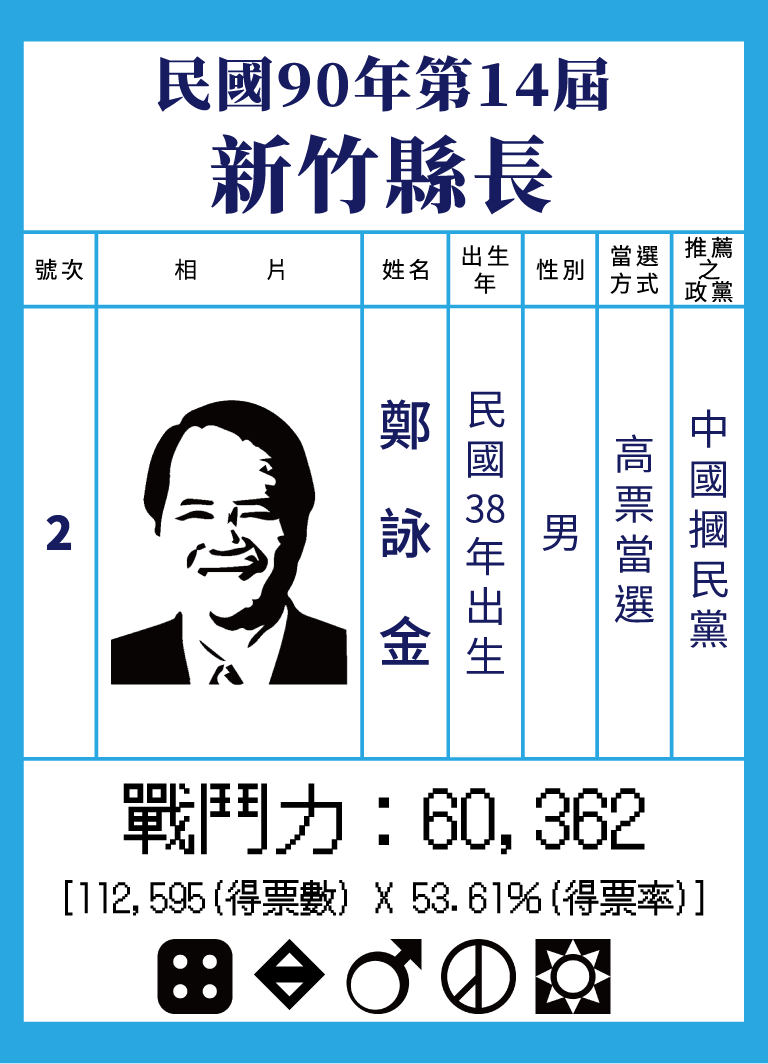 民國90年第14屆
新竹縣長
號次
相 片
姓名
出生
年
性別
當選
方式
推薦
之
政黨
2
鄭詠金
民國38年出生
男
高票當選
中國摑民黨
戰鬥力：60,362
[112,595(得票數) X 53.61%(得票率)]